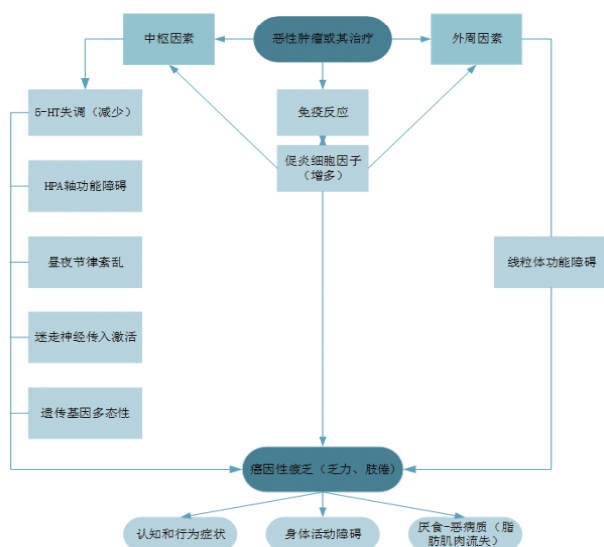 中枢因素
恶性肿瘤或其治疗
外周因素
5-HT失调（减少）
免疫反应
促炎细胞因子
（增多）
HPA轴功能障碍
昼夜节律紊乱
线粒体功能障碍
迷走神经传入激活
遗传基因多态性
癌因性疲乏（乏力、肢倦）
认知和行为症状
身体活动障碍
厌食-恶病质（脂
肪肌肉流失）